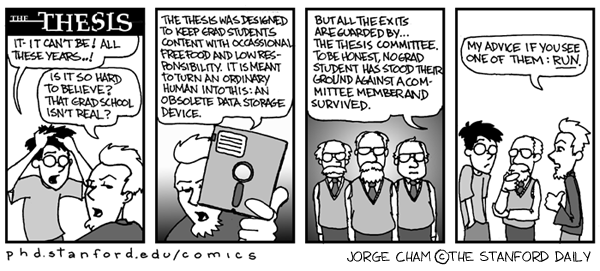 THE THESIS
IT- IT CAN'T BE! ALL
THESE YEARS..!
IS IT SO HARD
TO BELIEVE?
THAT GRAD SCHOOL
ISN'T REAL?
THE THESIS WAS DESIGNED
TO KEEP GRAD STUDENTS
CONTENT WITH OCCASSIONAL
FREE FOOD AND LOW RES-
PONSIBILITY. IT IS MEANT
TO TURN AN ORDINARY
HUMAN INTO THIS: AN
OBSOLETE DATA STORAGE
DEVICE.
BUT ALL THE EXITS
ARE GUARDED BY...
THE THESIS COMMITTEE.
TO BE HONEST, NO GRAD
STUDENT HAS STOOD THEIR
GROUND AGAINST A COM-
MITTEE MEMBER AND
SURVIVED.
MY ADVICE IF YOU SEE
ONE OF THEM: RUN.
phd.stanford.edu/comics
JORGE CHAM ©THE STANFORD DAILY